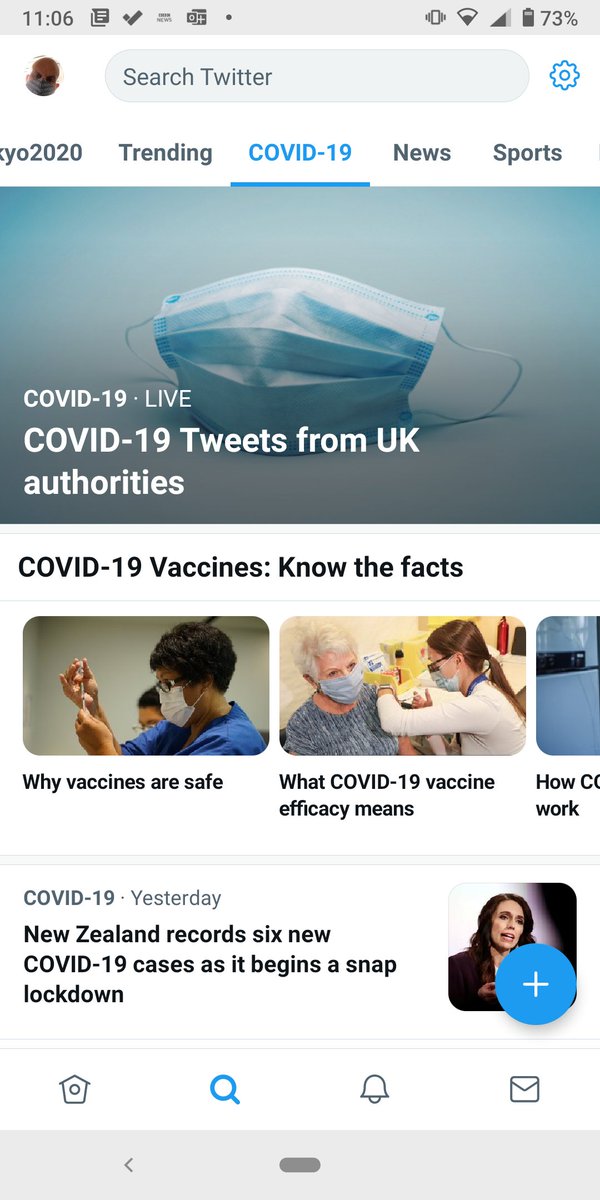 11:06
BBC
NEWS
73%
Search Twitter
kyo2020 Trending COVID-19 News Sports
COVID-19 · LIVE
COVID-19 Tweets from UK
authorities
COVID-19 Vaccines: Know the facts
Why vaccines are safe
What COVID-19 vaccine
efficacy means
How CO
work
COVID-19 · Yesterday
New Zealand records six new
COVID-19 cases as it begins a snap
lockdown